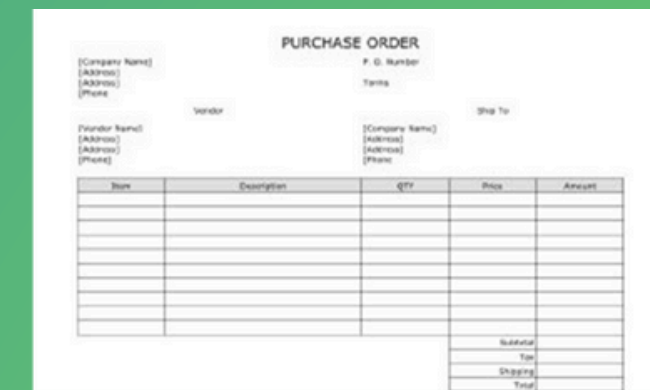 PURCHASE ORDER
[Company Name]
[Address]
[Address]
[Phone
P. O. Number
Terms
Vendor
Ship To
[Vendor Name]
[Address]
[Address]
[Phone]
[Company Name]
[Address]
[Address]
[Phone
Item Description QTY Price Amount
Subtotal
Tax
Shipping
Total